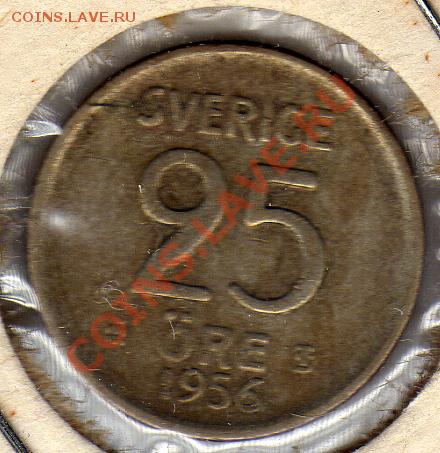 COINS.LAVE.RU
SVERIGE
25
ÖRE
1956
COINS.LAVE.RU